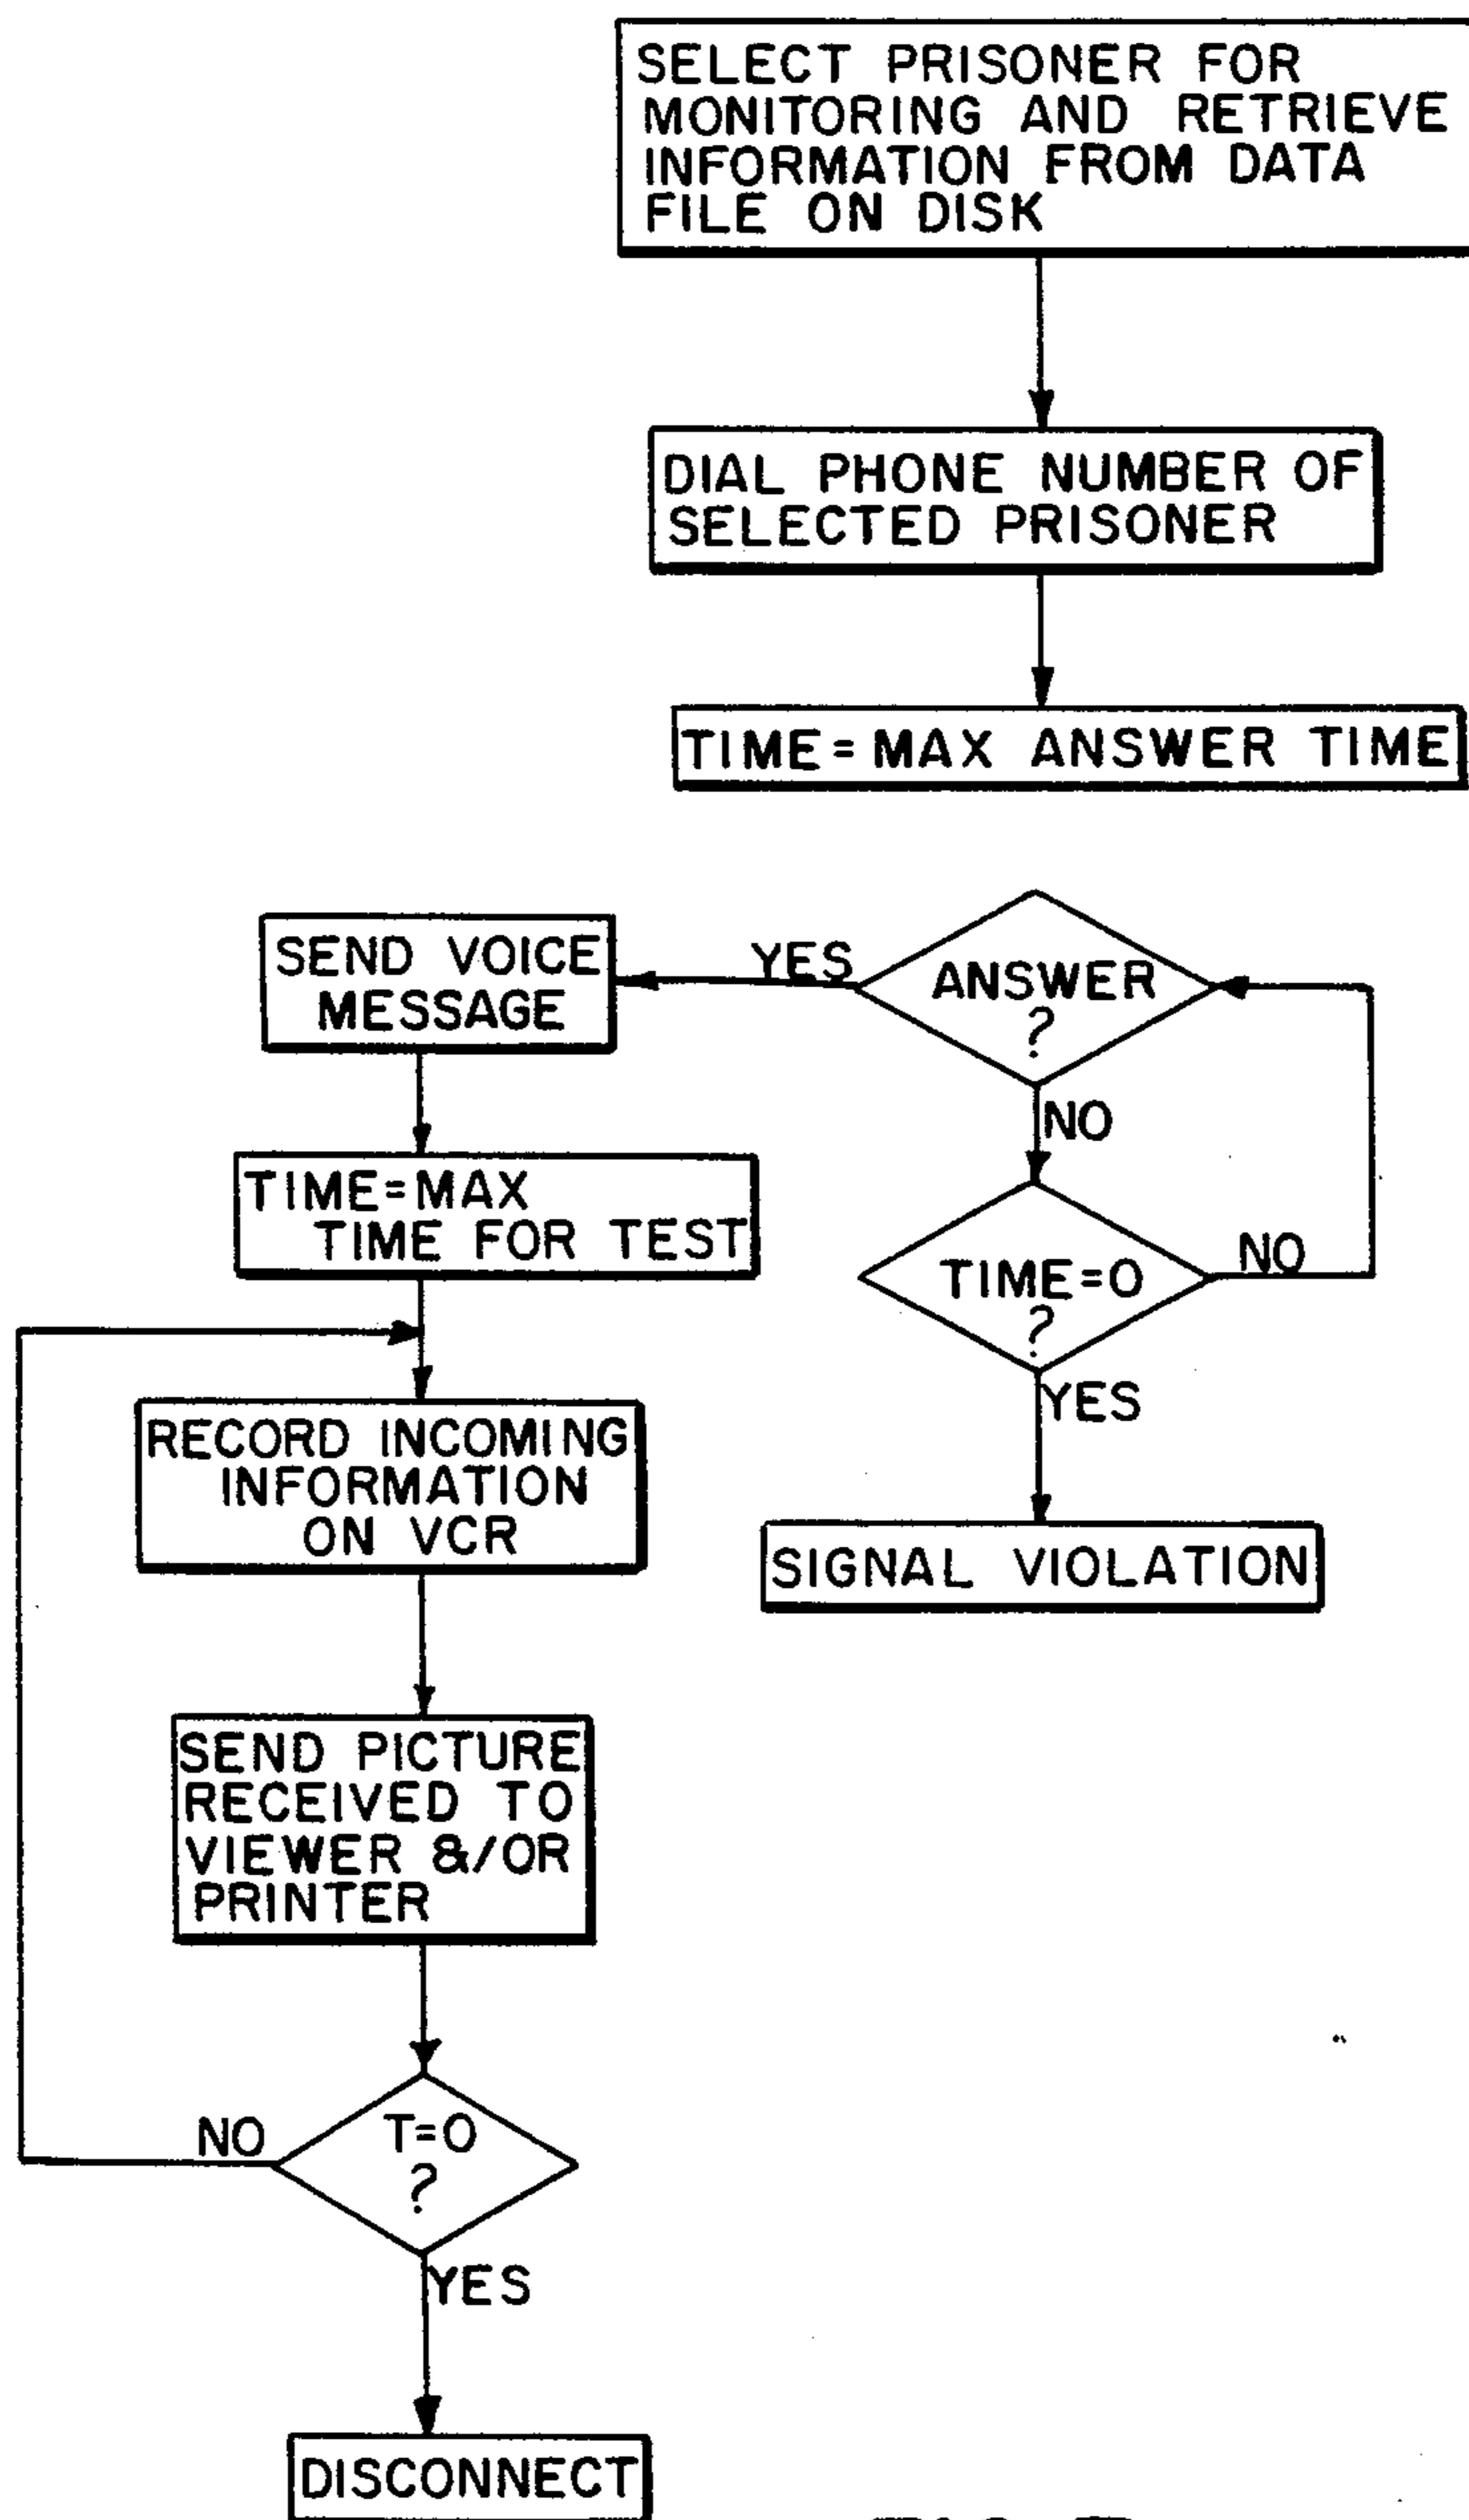 SELECT PRISONER FOR
MONITORING AND RETRIEVE
INFORMATION FROM DATA
FILE ON DISK
DIAL PHONE NUMBER OF
SELECTED PRISONER
TIME=MAX ANSWER TIME
ANSWER
?
YES
NO
SEND VOICE
MESSAGE
TIME=0
?
NO
YES
SIGNAL VIOLATION
TIME=MAX
TIME FOR TEST
RECORD INCOMING
INFORMATION
ON VCR
SEND PICTURE
RECEIVED TO
VIEWER &/OR
PRINTER
T=0
?
NO
YES
DISCONNECT